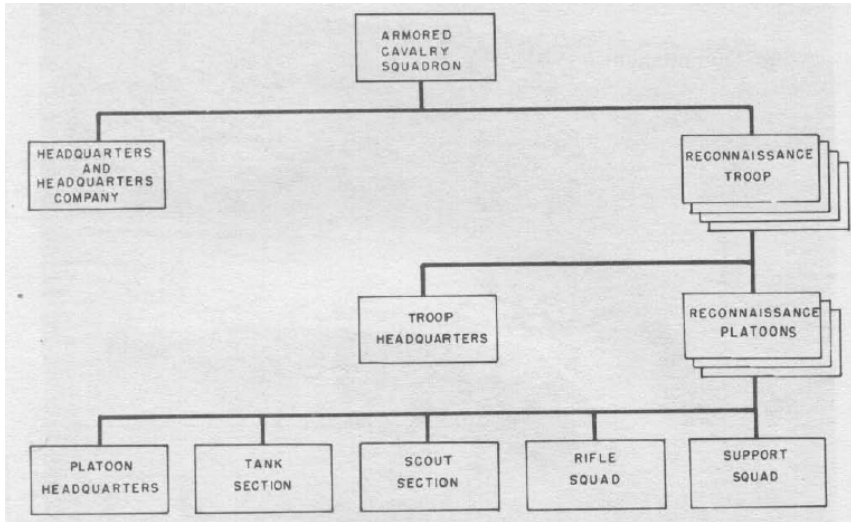 ARMORED
CAVALRY
SQUADRON
HEADQUARTERS
AND
HEADQUARTERS
COMPANY
RECONNAISSANCE
TROOP
TROOP
HEADQUARTERS
RECONNAISSANCE
PLATOONS
PLATOON
HEADQUARTERS
TANK
SECTION
SCOUT
SECTION
RIFLE
SQUAD
SUPPORT
SQUAD